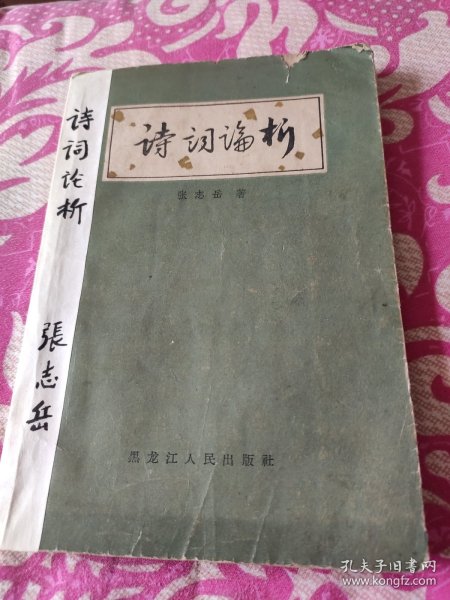 诗词论析
張志岳
诗词論析
张志岳 著
黑龙江人民出版社
孔夫子旧书网
www.kongfz.com